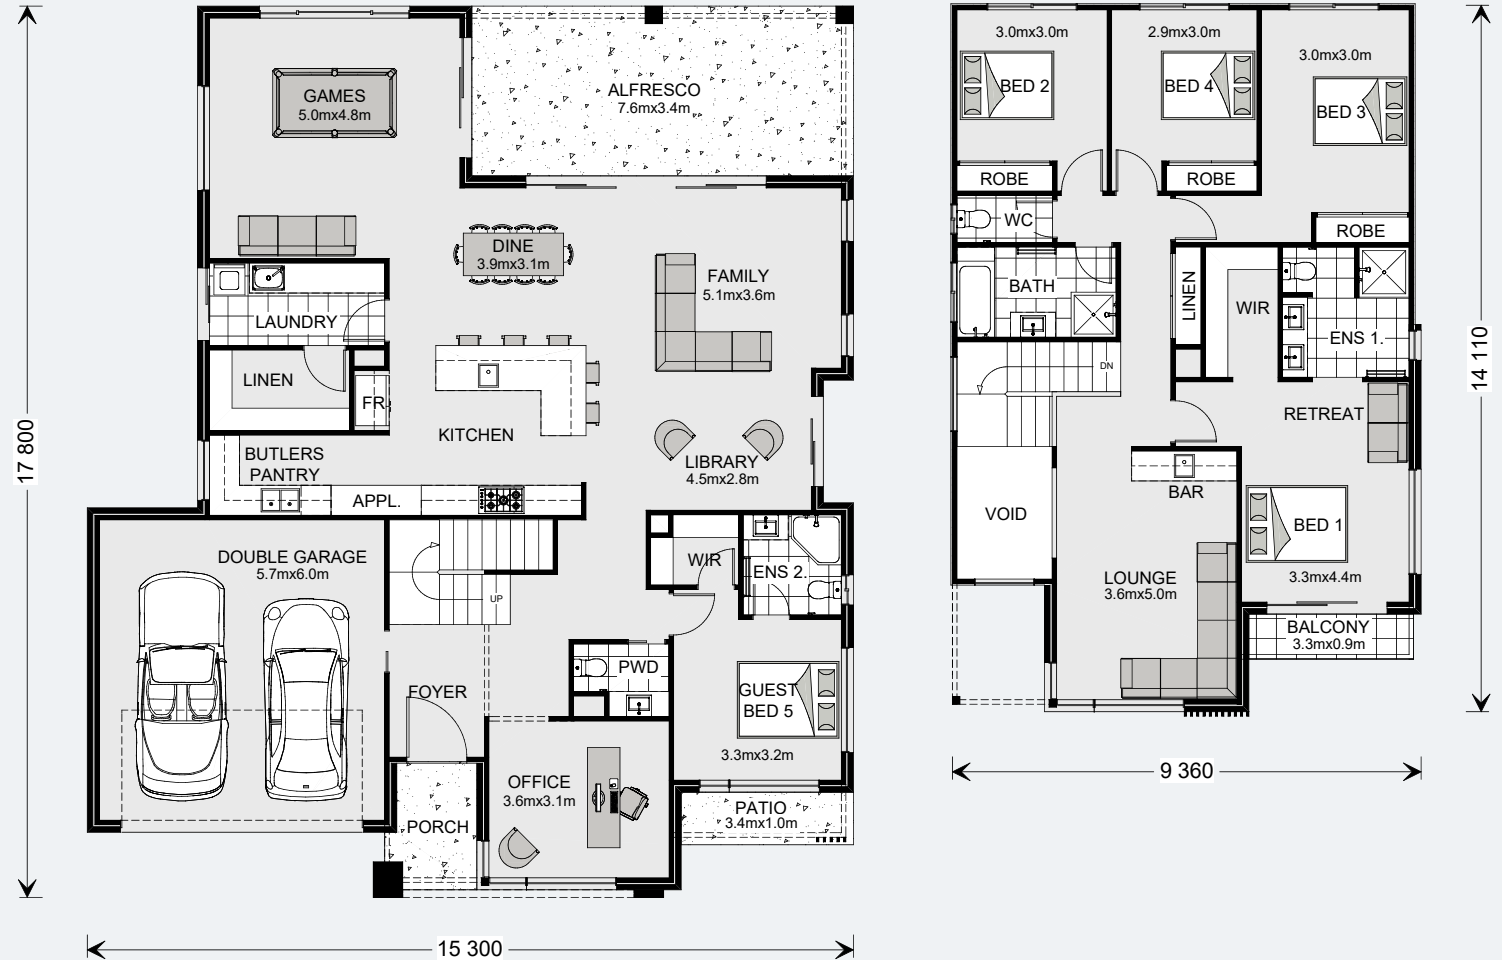 GAMES
5.0mx4.8m
ALFRESCO
7.6mx3.4m
DINE
3.9mx3.1m
FAMILY
5.1mx3.6m
LAUNDRY
LINEN
FR.
KITCHEN
BUTLERS
PANTRY
APPL.
LIBRARY
4.5mx2.8m
DOUBLE GARAGE
5.7mx6.0m
UP
WIR
ENS 2.
FOYER
PWD
GUEST
BED 5
3.3mx3.2m
OFFICE
3.6mx3.1m
PORCH
PATIO
3.4mx1.0m
17 800
15 300
3.0mx3.0m
BED 2
2.9mx3.0m
BED 4
3.0mx3.0m
BED 3
ROBE
ROBE
ROBE
WC
BATH
LINEN
WIR
ENS 1.
DN
RETREAT
BAR
VOID
BED 1
3.3mx4.4m
LOUNGE
3.6mx5.0m
BALCONY
3.3mx0.9m
14 110
9 360